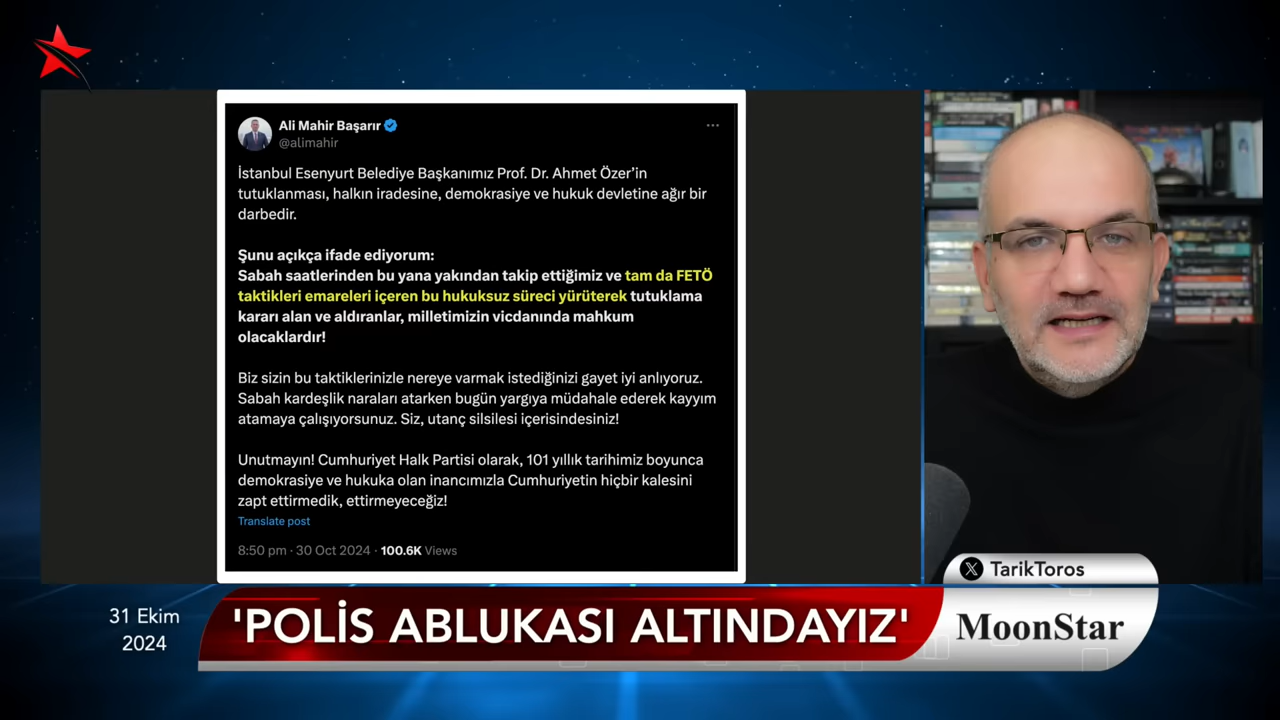 Ali Mahir Başarır
@alimahir
İstanbul Esenyurt Belediye Başkanımız Prof. Dr. Ahmet Özer’in
tutuklanması, halkın iradesine, demokrasiye ve hukuk devletine ağır bir
darbedir.
Şunu açıkça ifade ediyorum:
Sabah saatlerinden bu yana yakından takip ettiğimiz ve tam da FETÖ
taktikleri emareleri içeren bu hukuksuz süreci yürüterek tutuklama
kararı alan ve aldıranlar, milletimizin vicdanında mahkum
olacaklardır!
Biz sizin bu taktiklerinizle nereye varmak istediğinizi gayet iyi anlıyoruz.
Sabah kardeşlik naraları atarken bugün yargıya müdahale ederek kayyım
atamaya çalışıyorsunuz. Siz, utanç silsilesi içerisindesiniz!
Unutmayın! Cumhuriyet Halk Partisi olarak, 101 yıllık tarihimiz boyunca
demokrasiye ve hukuka olan inancımızla Cumhuriyetin hiçbir kalesini
zapt ettirmedik, ettirmeyeceğiz!
Translate post
8:50 pm · 30 Oct 2024 · 100.6K Views
X TarikToros
31 Ekim
2024
'POLİS ABLUKASI ALTINDAYIZ'
MoonStar